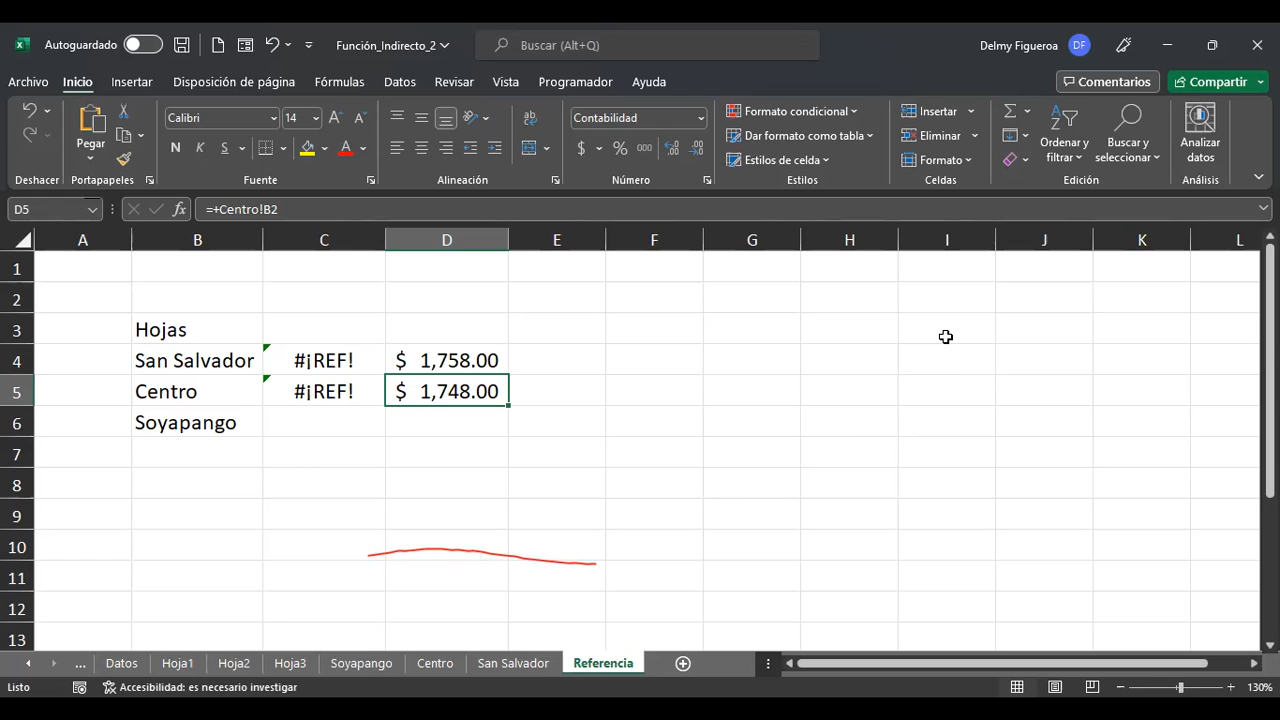 Autoguardado Función_Indirecto_2 Buscar (Alt+Q) Delmy Figueroa DF
Archivo Inicio Insertar Disposición de página Fórmulas Datos Revisar Vista Programador Ayuda Comentarios Compartir
Calibri 14 Contabilidad Formato condicional Insertar
Pegar Dar formato como tabla Eliminar Ordenar y filtrar Buscar y seleccionar Analizar datos
N K S A $ % 000 Estilos de celda Formato
Deshacer Portapapeles Fuente Alineación Número Estilos Celdas Edición Análisis
D5 fx =+Centro!B2
A B C D E F G H I J K L
1
2
3 Hojas
4 San Salvador #¡REF! $ 1,758.00
5 Centro #¡REF! $ 1,748.00
6 Soyapango
7
8
9
10
11
12
13
... Datos Hoja1 Hoja2 Hoja3 Soyapango Centro San Salvador Referencia
Listo Accesibilidad: es necesario investigar 130%